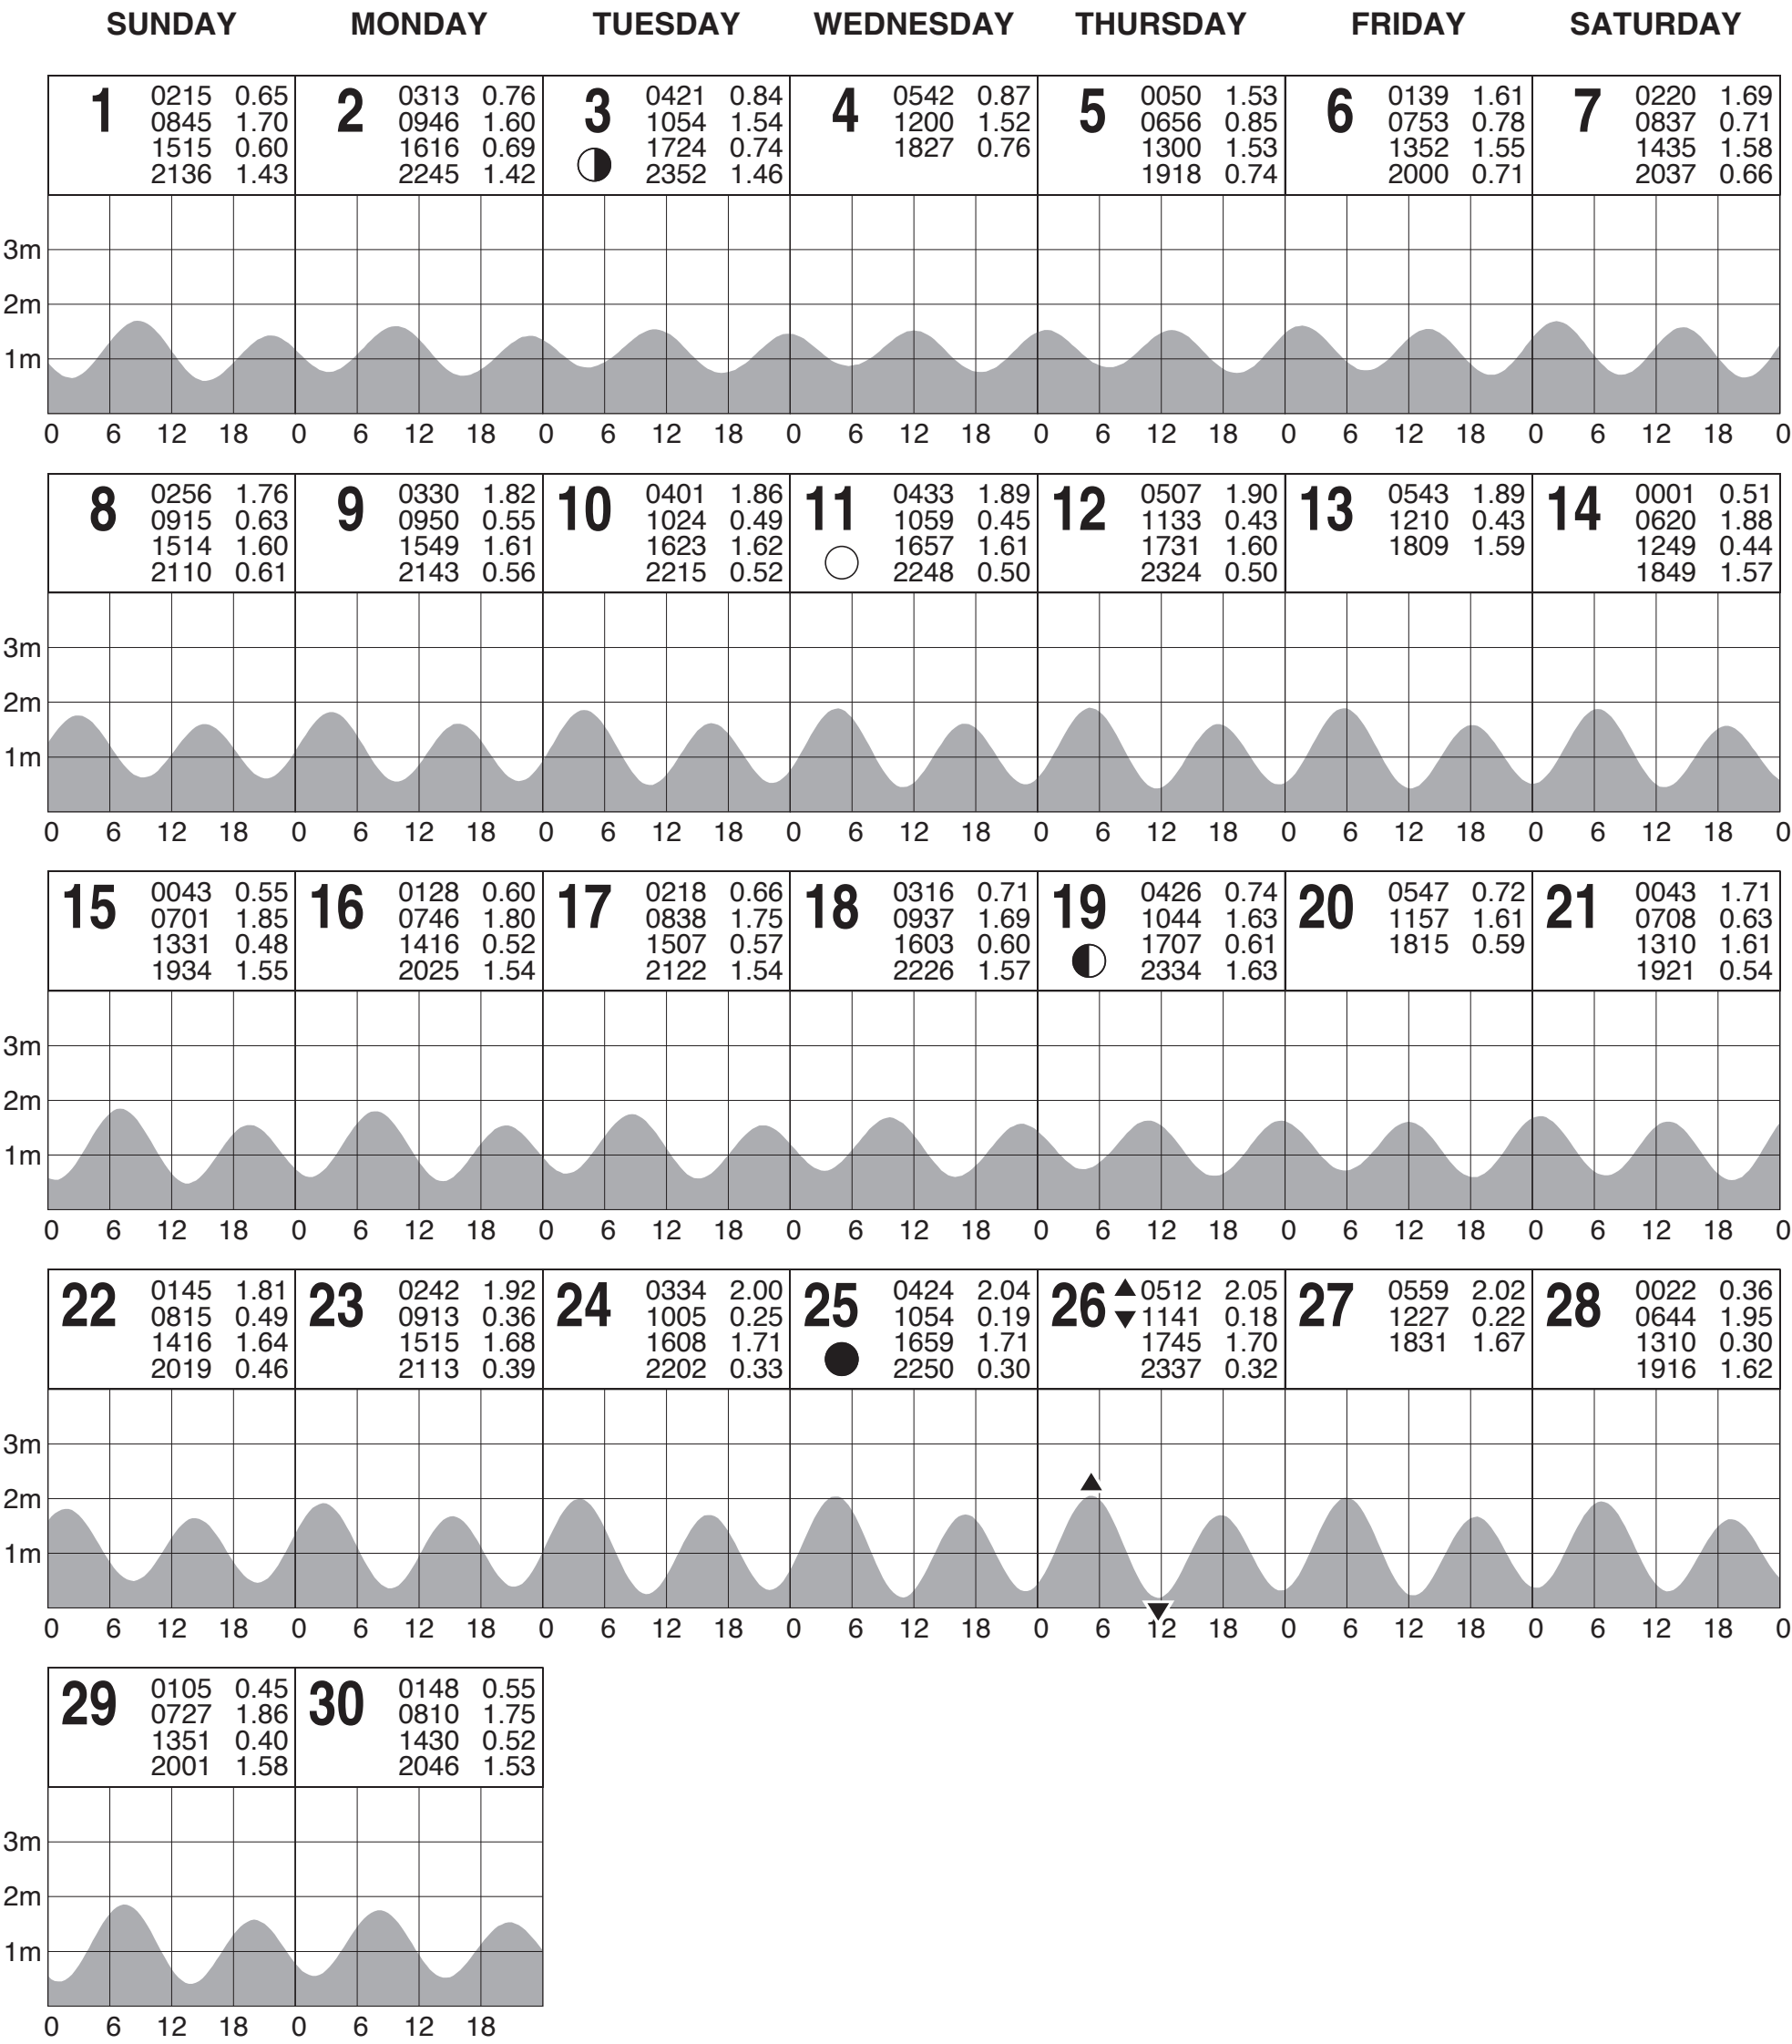 SUNDAY MONDAY TUESDAY WEDNESDAY THURSDAY FRIDAY SATURDAY
1 0215 0.65 2 0313 0.76 3 0421 0.84 4 0542 0.87 5 0050 1.53 6 0139 1.61 7 0220 1.69
0845 1.70 0946 1.60 1054 1.54 1200 1.52 0656 0.85 0753 0.78 0837 0.71
1515 0.60 1616 0.69 1724 0.74 1827 0.76 1300 1.53 1352 1.55 1435 1.58
2136 1.43 2245 1.42 2352 1.46 1918 0.74 2000 0.71 2037 0.66
3m
2m
1m
0 6 12 18 0 6 12 18 0 6 12 18 0 6 12 18 0 6 12 18 0 6 12 18 0 6 12 18 0
8 0256 1.76 9 0330 1.82 10 0401 1.86 11 0433 1.89 12 0507 1.90 13 0543 1.89 14 0001 0.51
0915 0.63 0950 0.55 1024 0.49 1059 0.45 1133 0.43 1210 0.43 0620 1.88
1514 1.60 1549 1.61 1623 1.62 1657 1.61 1731 1.60 1809 1.59 1249 0.44
2110 0.61 2143 0.56 2215 0.52 2248 0.50 2324 0.50 1849 1.57
3m
2m
1m
0 6 12 18 0 6 12 18 0 6 12 18 0 6 12 18 0 6 12 18 0 6 12 18 0 6 12 18 0
15 0043 0.55 16 0128 0.60 17 0218 0.66 18 0316 0.71 19 0426 0.74 20 0547 0.72 21 0043 1.71
0701 1.85 0746 1.80 0838 1.75 0937 1.69 1044 1.63 1157 1.61 0708 0.63
1331 0.48 1416 0.52 1507 0.57 1603 0.60 1707 0.61 1815 0.59 1310 1.61
1934 1.55 2025 1.54 2122 1.54 2226 1.57 2334 1.63 1921 0.54
3m
2m
1m
0 6 12 18 0 6 12 18 0 6 12 18 0 6 12 18 0 6 12 18 0 6 12 18 0 6 12 18 0
22 0145 1.81 23 0242 1.92 24 0334 2.00 25 0424 2.04 26 0512 2.05 27 0559 2.02 28 0022 0.36
0815 0.49 0913 0.36 1005 0.25 1054 0.19 1141 0.18 1227 0.22 0644 1.95
1416 1.64 1515 1.68 1608 1.71 1659 1.71 1745 1.70 1831 1.67 1310 0.30
2019 0.46 2113 0.39 2202 0.33 2250 0.30 2337 0.32 1916 1.62
3m
2m
1m
0 6 12 18 0 6 12 18 0 6 12 18 0 6 12 18 0 6 12 18 0 6 12 18 0 6 12 18 0
29 0105 0.45 30 0148 0.55
0727 1.86 0810 1.75
1351 0.40 1430 0.52
2001 1.58 2046 1.53
3m
2m
1m
0 6 12 18 0 6 12 18